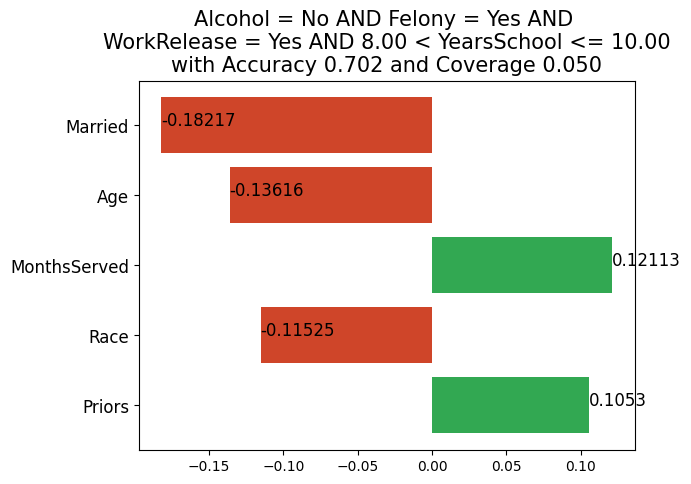 Alcohol = No AND Felony = Yes AND
WorkRelease = Yes AND 8.00 < YearsSchool <= 10.00
with Accuracy 0.702 and Coverage 0.050
Married
-0.18217
Age
-0.13616
MonthsServed
0.12113
Race
-0.11525
Priors
0.1053
−0.15 −0.10 −0.05 0.00 0.05 0.10